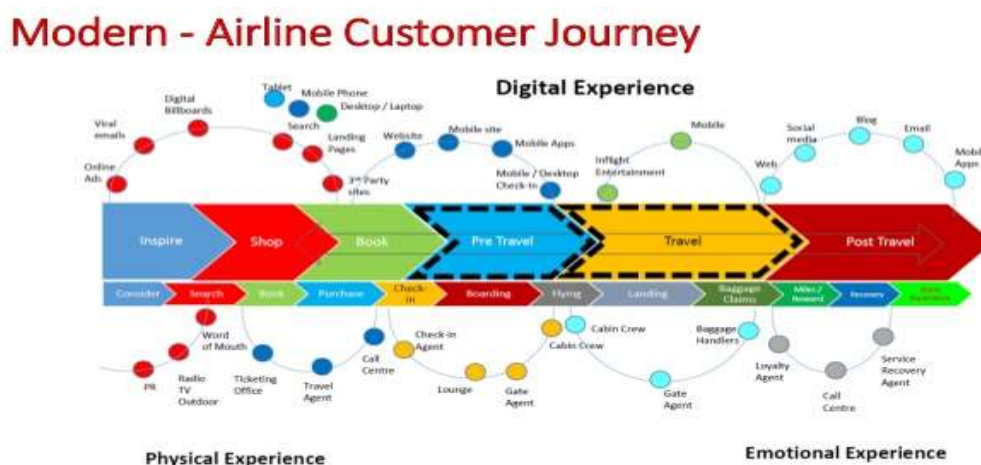 Modern - Airline Customer Journey
Digital Experience
Tablet
Mobile Phone
Desktop / Laptop
Digital
Billboards
Viral
emails
Online
Ads
Search
Landing
Pages
3rd Party
sites
Website
Mobile site
Mobile Apps
Mobile / Desktop
Check-In
Inflight
Entertainment
Mobile
Web
Social
media
Blog
Email
Mobile
Apps
Inspire
Shop
Book
Pre Travel
Travel
Post Travel
Consider
Search
Book
Purchase
Check-
in
Boarding
Flying
Landing
Baggage
Claims
Miles /
Reward
Recovery
Word
of Mouth
PR
Radio
TV
Outdoor
Ticketing
Office
Travel
Agent
Call
Centre
Check-in
Agent
Lounge
Gate
Agent
Cabin Crew
Cabin Crew
Gate
Agent
Baggage
Handlers
Loyalty
Agent
Call
Centre
Service
Recovery
Agent
Physical Experience
Emotional Experience